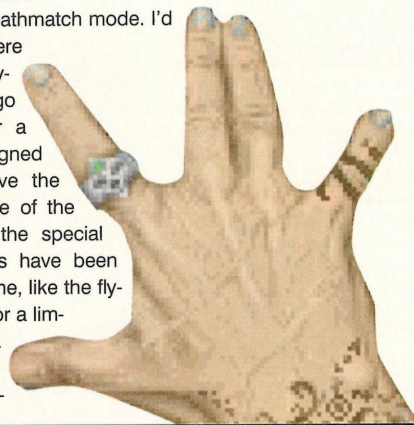 athmatch mode. I'd
ere
y-
go
r a
gned
ve the
e of the
the special
s have been
ne, like the fly-
or a lim-
-